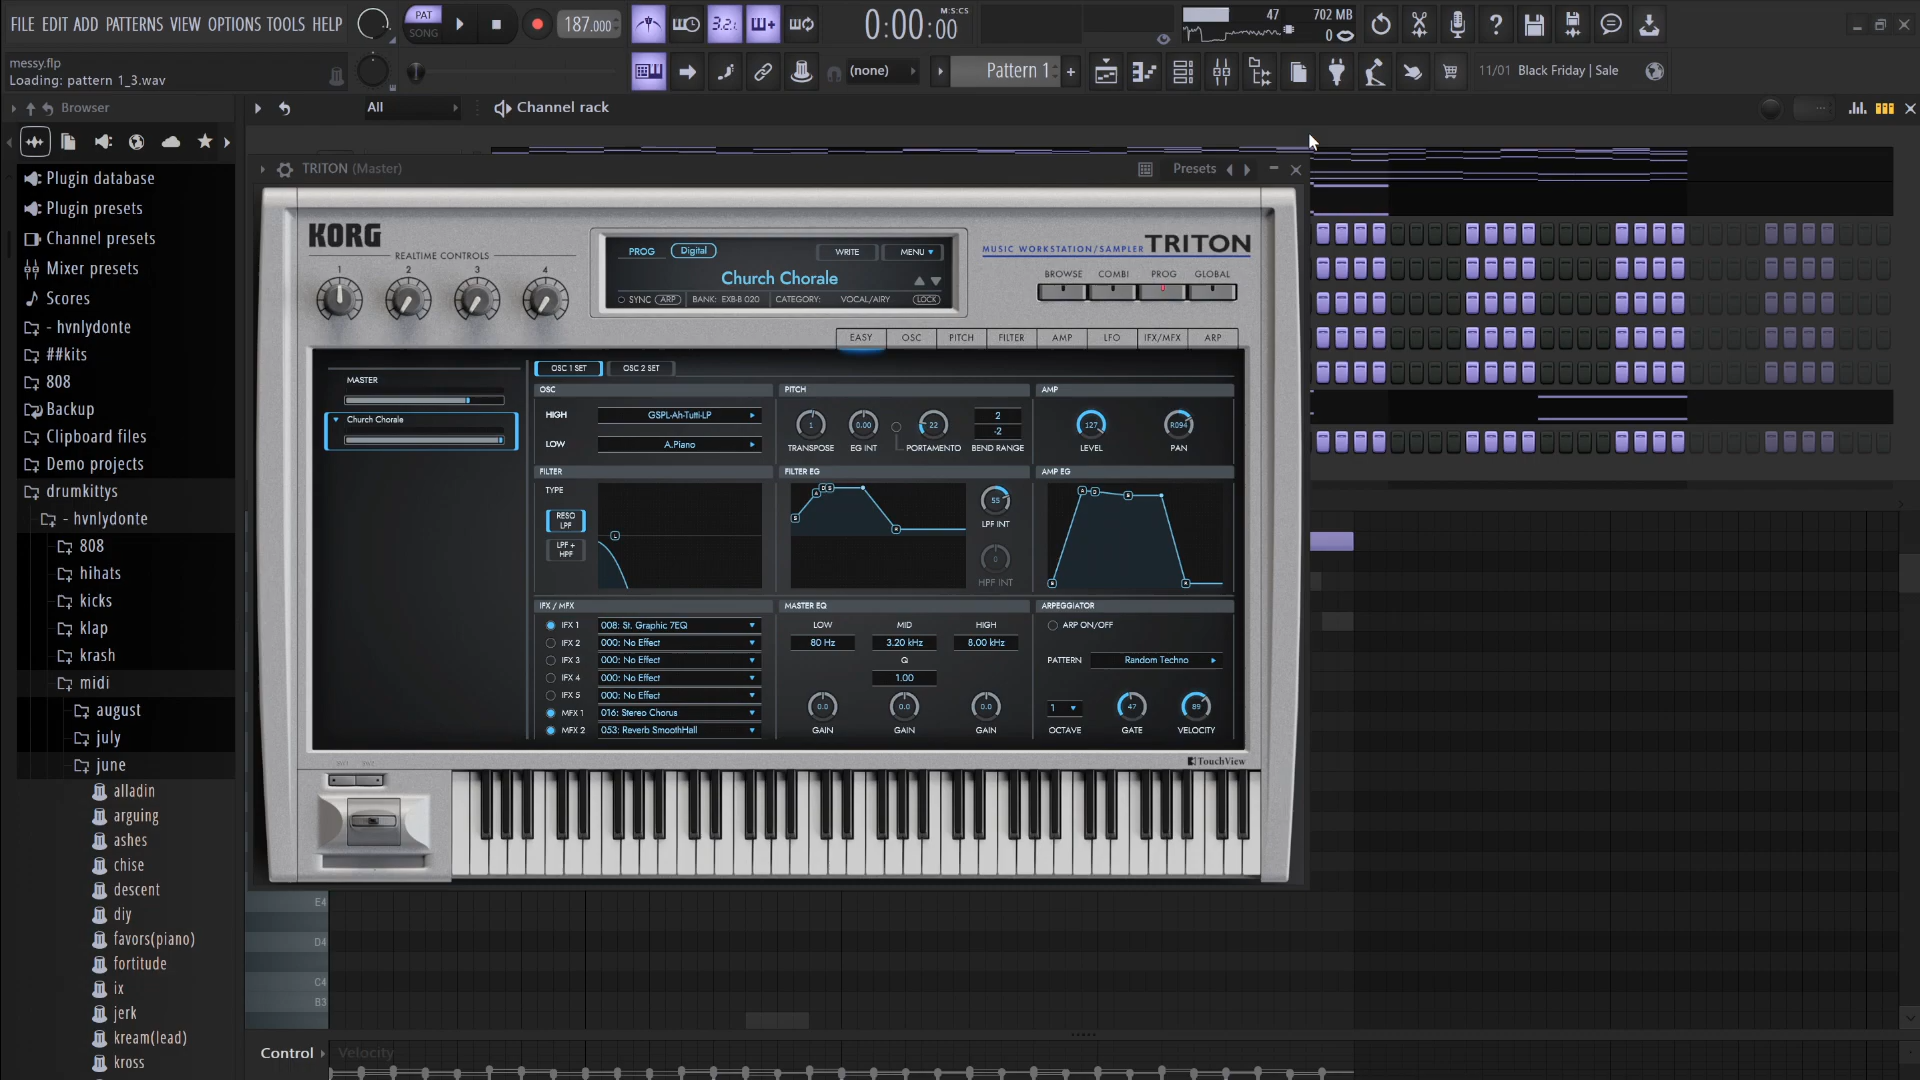 FILE EDIT ADD PATTERNS VIEW OPTIONS TOOLS HELP
PAT
SONG
187.000
3.2.
0:00:00
M:S:CS
47
702 MB
0
messy.flp
Loading: pattern 1_3.wav
(none)
Pattern 1
+
11/01 Black Friday | Sale
Browser
All
Channel rack
Plugin database
Plugin presets
Channel presets
Mixer presets
Scores
- hvnlydonte
##kits
808
Backup
Clipboard files
Demo projects
drumkittys
- hvnlydonte
808
hihats
kicks
klap
krash
midi
august
july
june
alladin
arguing
ashes
chise
descent
diy
favors(piano)
fortitude
ix
jerk
kream(lead)
kross
TRITON (Master)
Presets
KORG
REALTIME CONTROLS
1 2 3 4
PROG Digital WRITE MENU
Church Chorale
SYNC ARP BANK: EXB-B 020 CATEGORY: VOCAL/AIRY LOCK
MUSIC WORKSTATION/SAMPLER TRITON
BROWSE COMBI PROG GLOBAL
EASY OSC PITCH FILTER AMP LFO IFX/MFX ARP
MASTER
Church Chorale
OSC 1 SET OSC 2 SET
OSC
HIGH GSPL-Ah-Tutti-LP
LOW A.Piano
PITCH
1 0.00 22 2
-2
TRANSPOSE EG INT PORTAMENTO BEND RANGE
AMP
127 R094
LEVEL PAN
FILTER
TYPE
RESO
LPF
LPF +
HPF
FILTER EG
55
LPF INT
0
HPF INT
AMP EG
IFX / MFX
IFX 1 008: St. Graphic 7EQ
IFX 2 000: No Effect
IFX 3 000: No Effect
IFX 4 000: No Effect
IFX 5 000: No Effect
MFX 1 016: Stereo Chorus
MFX 2 053: Reverb SmoothHall
MASTER EQ
LOW MID HIGH
80 Hz 3.20 kHz 8.00 kHz
Q
1.00
0.0 0.0 0.0
GAIN GAIN GAIN
ARPEGGIATOR
ARP ON/OFF
PATTERN Random Techno
1 47 89
OCTAVE GATE VELOCITY
TouchView
E4
D4
C4
B3
Control
Velocity